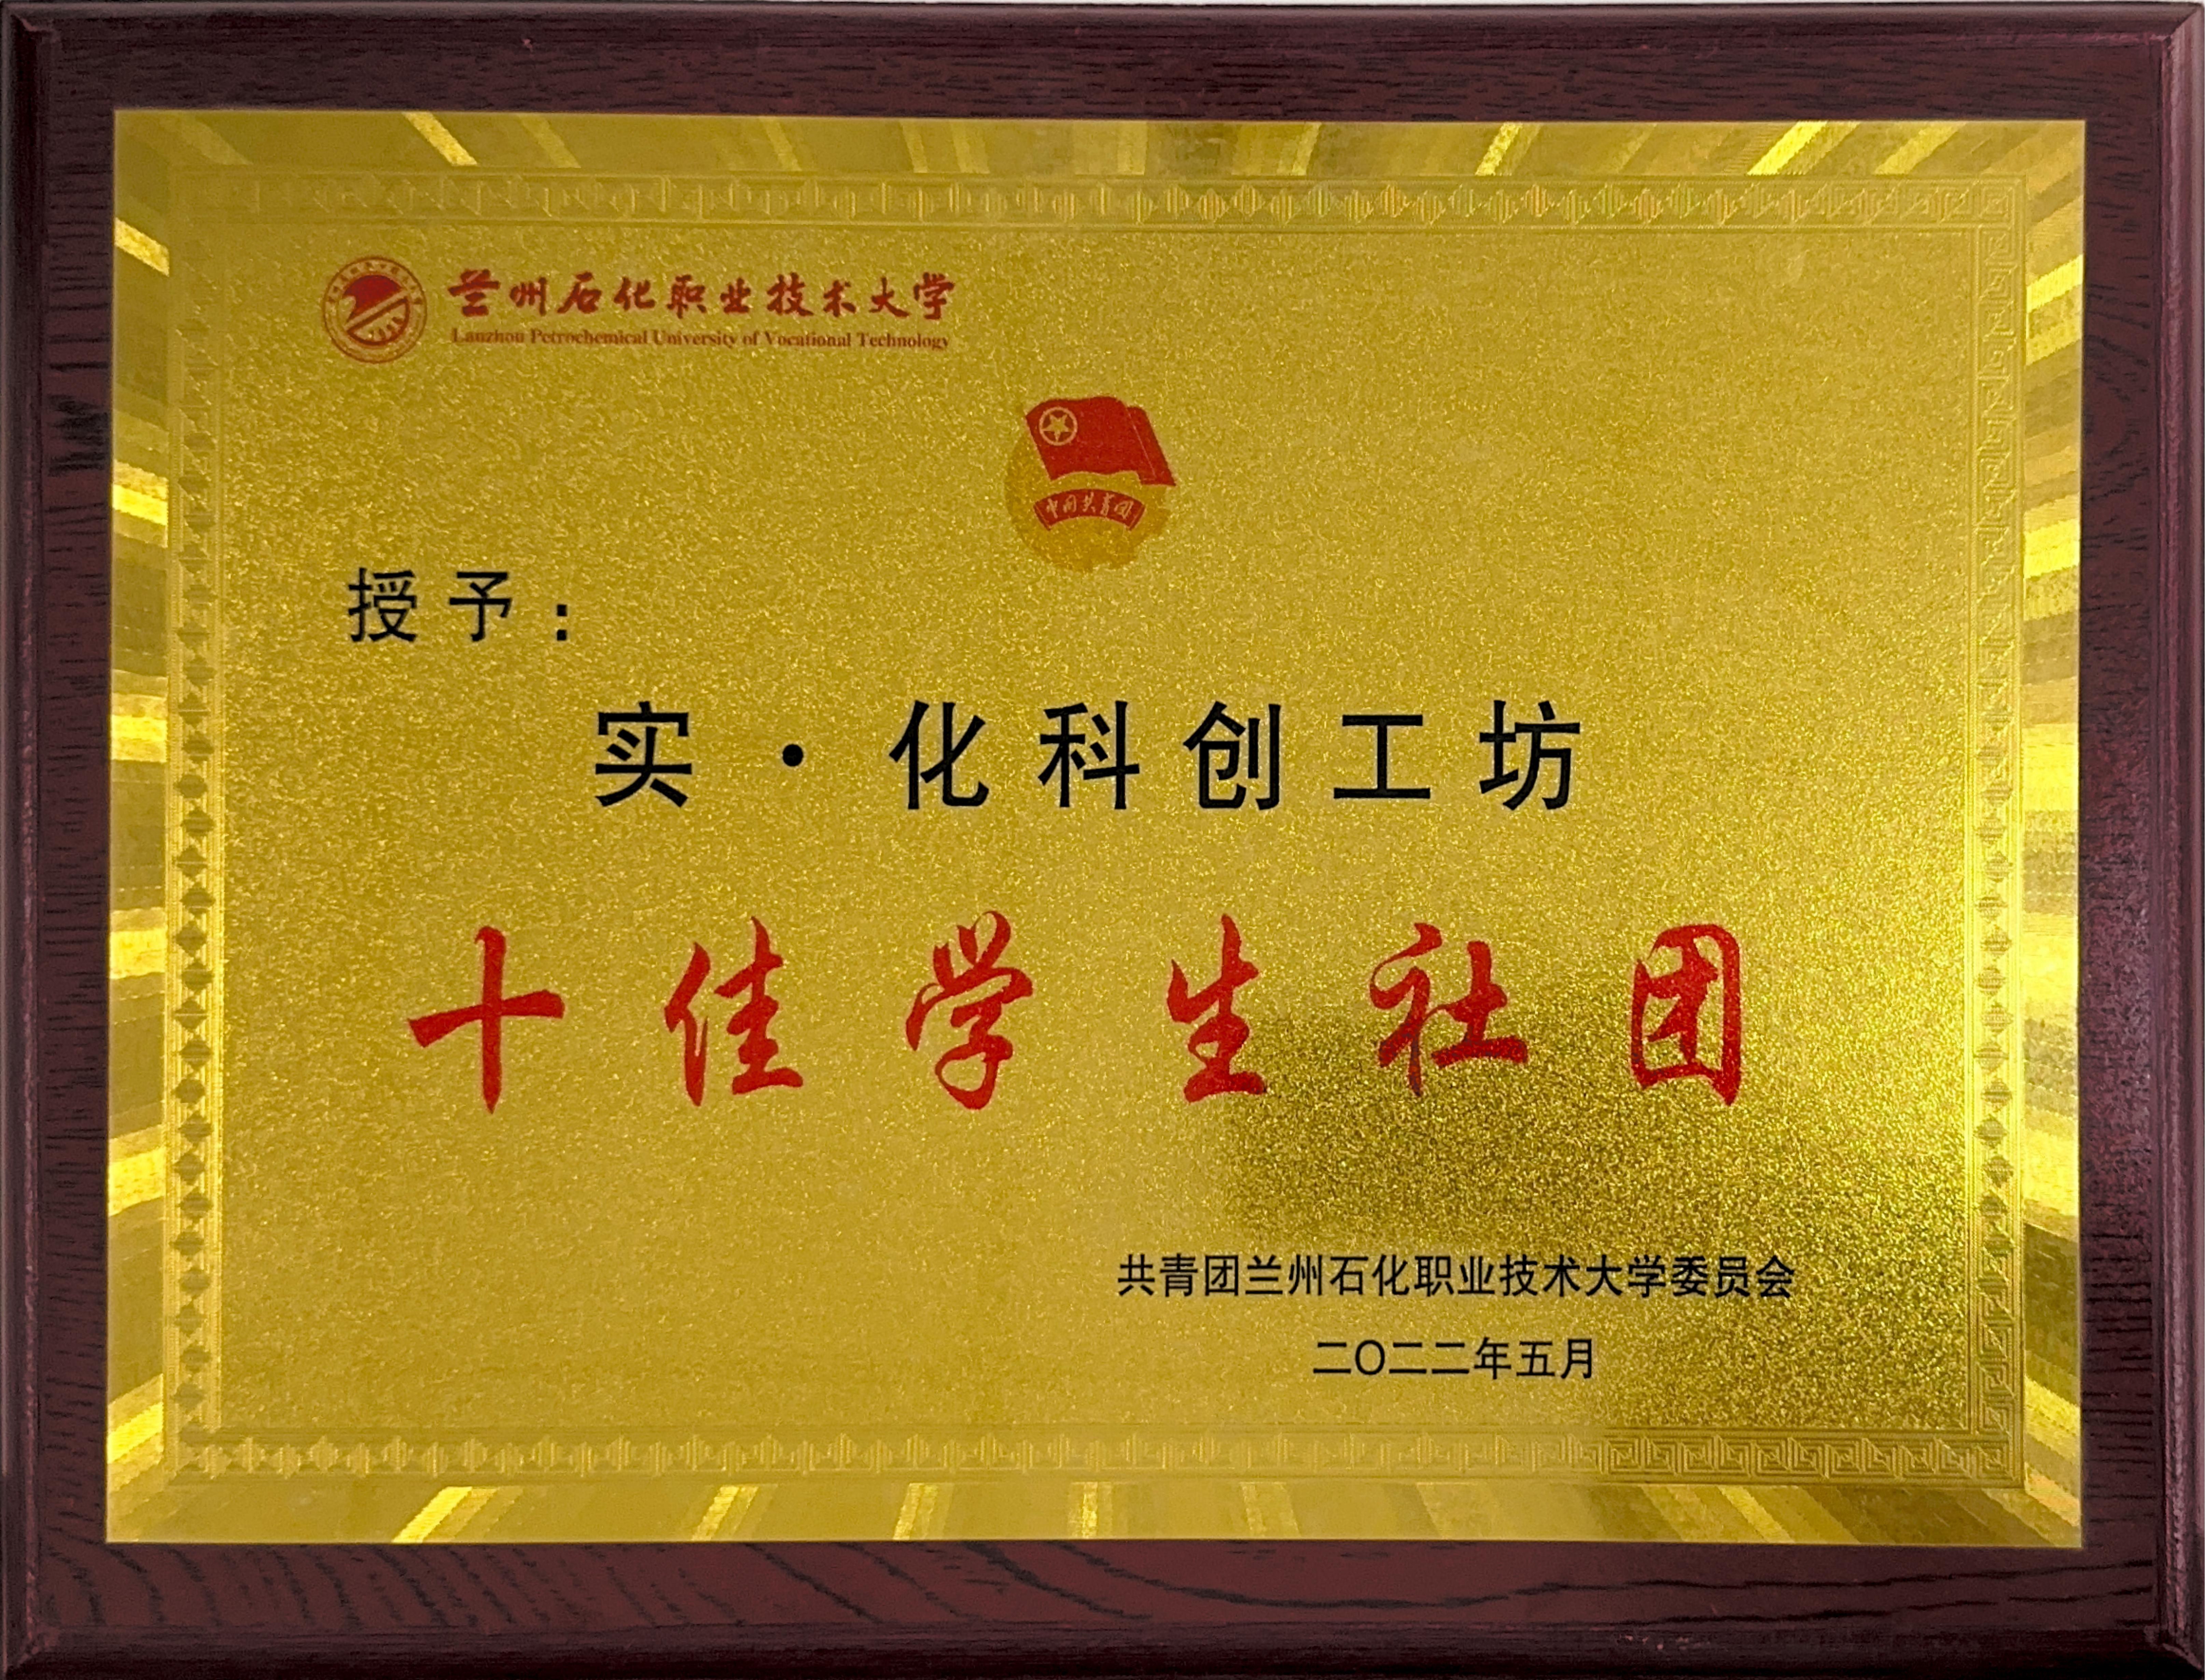 兰州石化职业技术大学
Lanzhou Petrochemical University of Vocational Technology
中国共青团
授予：
实·化科创工坊
十佳学生社团
共青团兰州石化职业技术大学委员会
二〇二二年五月